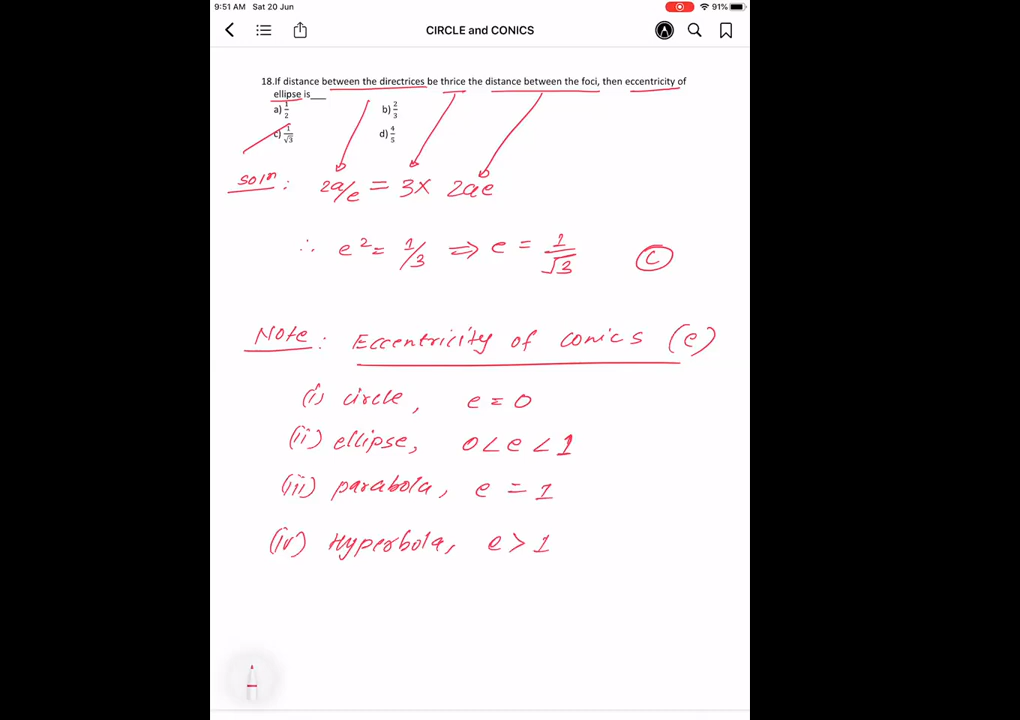 9:51 AM Sat 20 Jun
91%
CIRCLE and CONICS
18.If distance between the directrices be thrice the distance between the foci, then eccentricity of
ellipse is___
a) 1/2 b) 2/3
c) 1/√3 d) 4/5
Solⁿ : 2a/e = 3 x 2ae
∴ e² = 1/3 ⇒ e = 1/√3 (C)
Note : Eccentricity of conics (e)
(i) circle, e = 0
(ii) ellipse, 0 < e < 1
(iii) parabola, e = 1
(iv) Hyperbola, e > 1